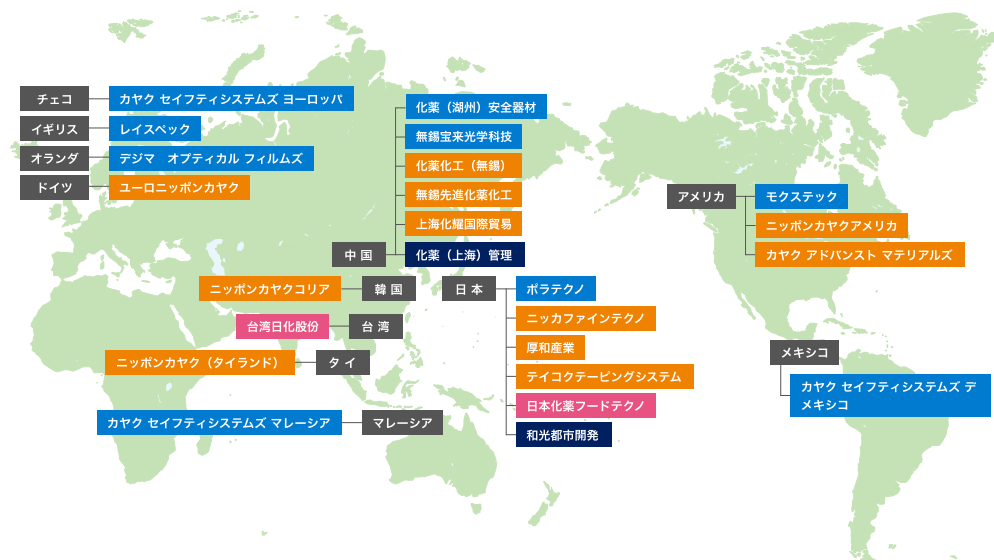 チェコ
カヤク セイフティシステムズ ヨーロッパ
イギリス
レイスペック
オランダ
デジマ　オプティカル フィルムズ
ドイツ
ユーロニッポンカヤク
中 国
化薬（湖州）安全器材
無錫宝来光学科技
化薬化工（無錫）
無錫先進化薬化工
上海化耀国際貿易
化薬（上海）管理
韓 国
ニッポンカヤクコリア
台 湾
台湾日化股份
タ イ
ニッポンカヤク（タイランド）
マレーシア
カヤク セイフティシステムズ マレーシア
日 本
ポラテクノ
ニッカファインテクノ
厚和産業
テイコクテーピングシステム
日本化薬フードテクノ
和光都市開発
アメリカ
モクステック
ニッポンカヤクアメリカ
カヤク アドバンスト マテリアルズ
メキシコ
カヤク セイフティシステムズ デ
メキシコ